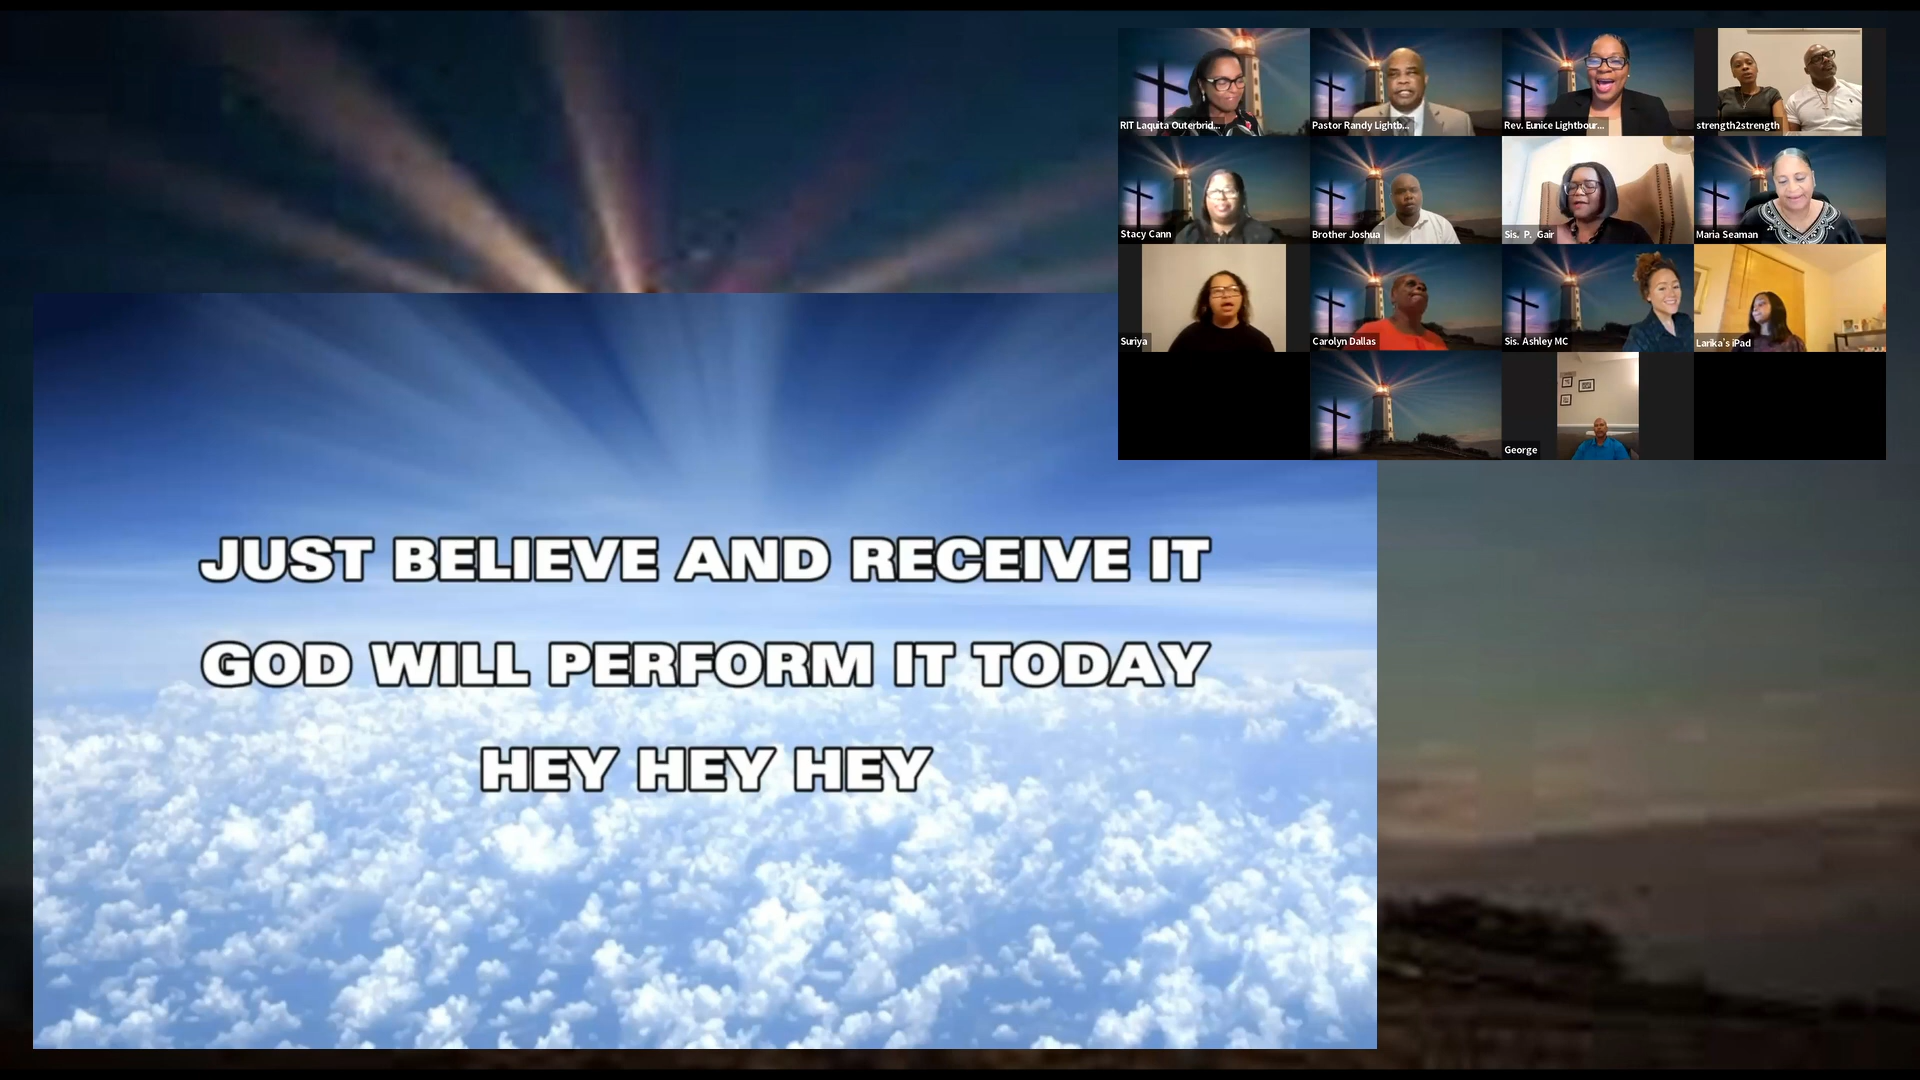 RIT Laquita Outerbrid...
Pastor Randy Lightb...
Rev. Eunice Lightbour...
strength2strength
Stacy Cann
Brother Joshua
Sis. P. Gair
Maria Seaman
Suriya
Carolyn Dallas
Sis. Ashley MC
Larika's iPad
George
JUST BELIEVE AND RECEIVE IT
GOD WILL PERFORM IT TODAY
HEY HEY HEY